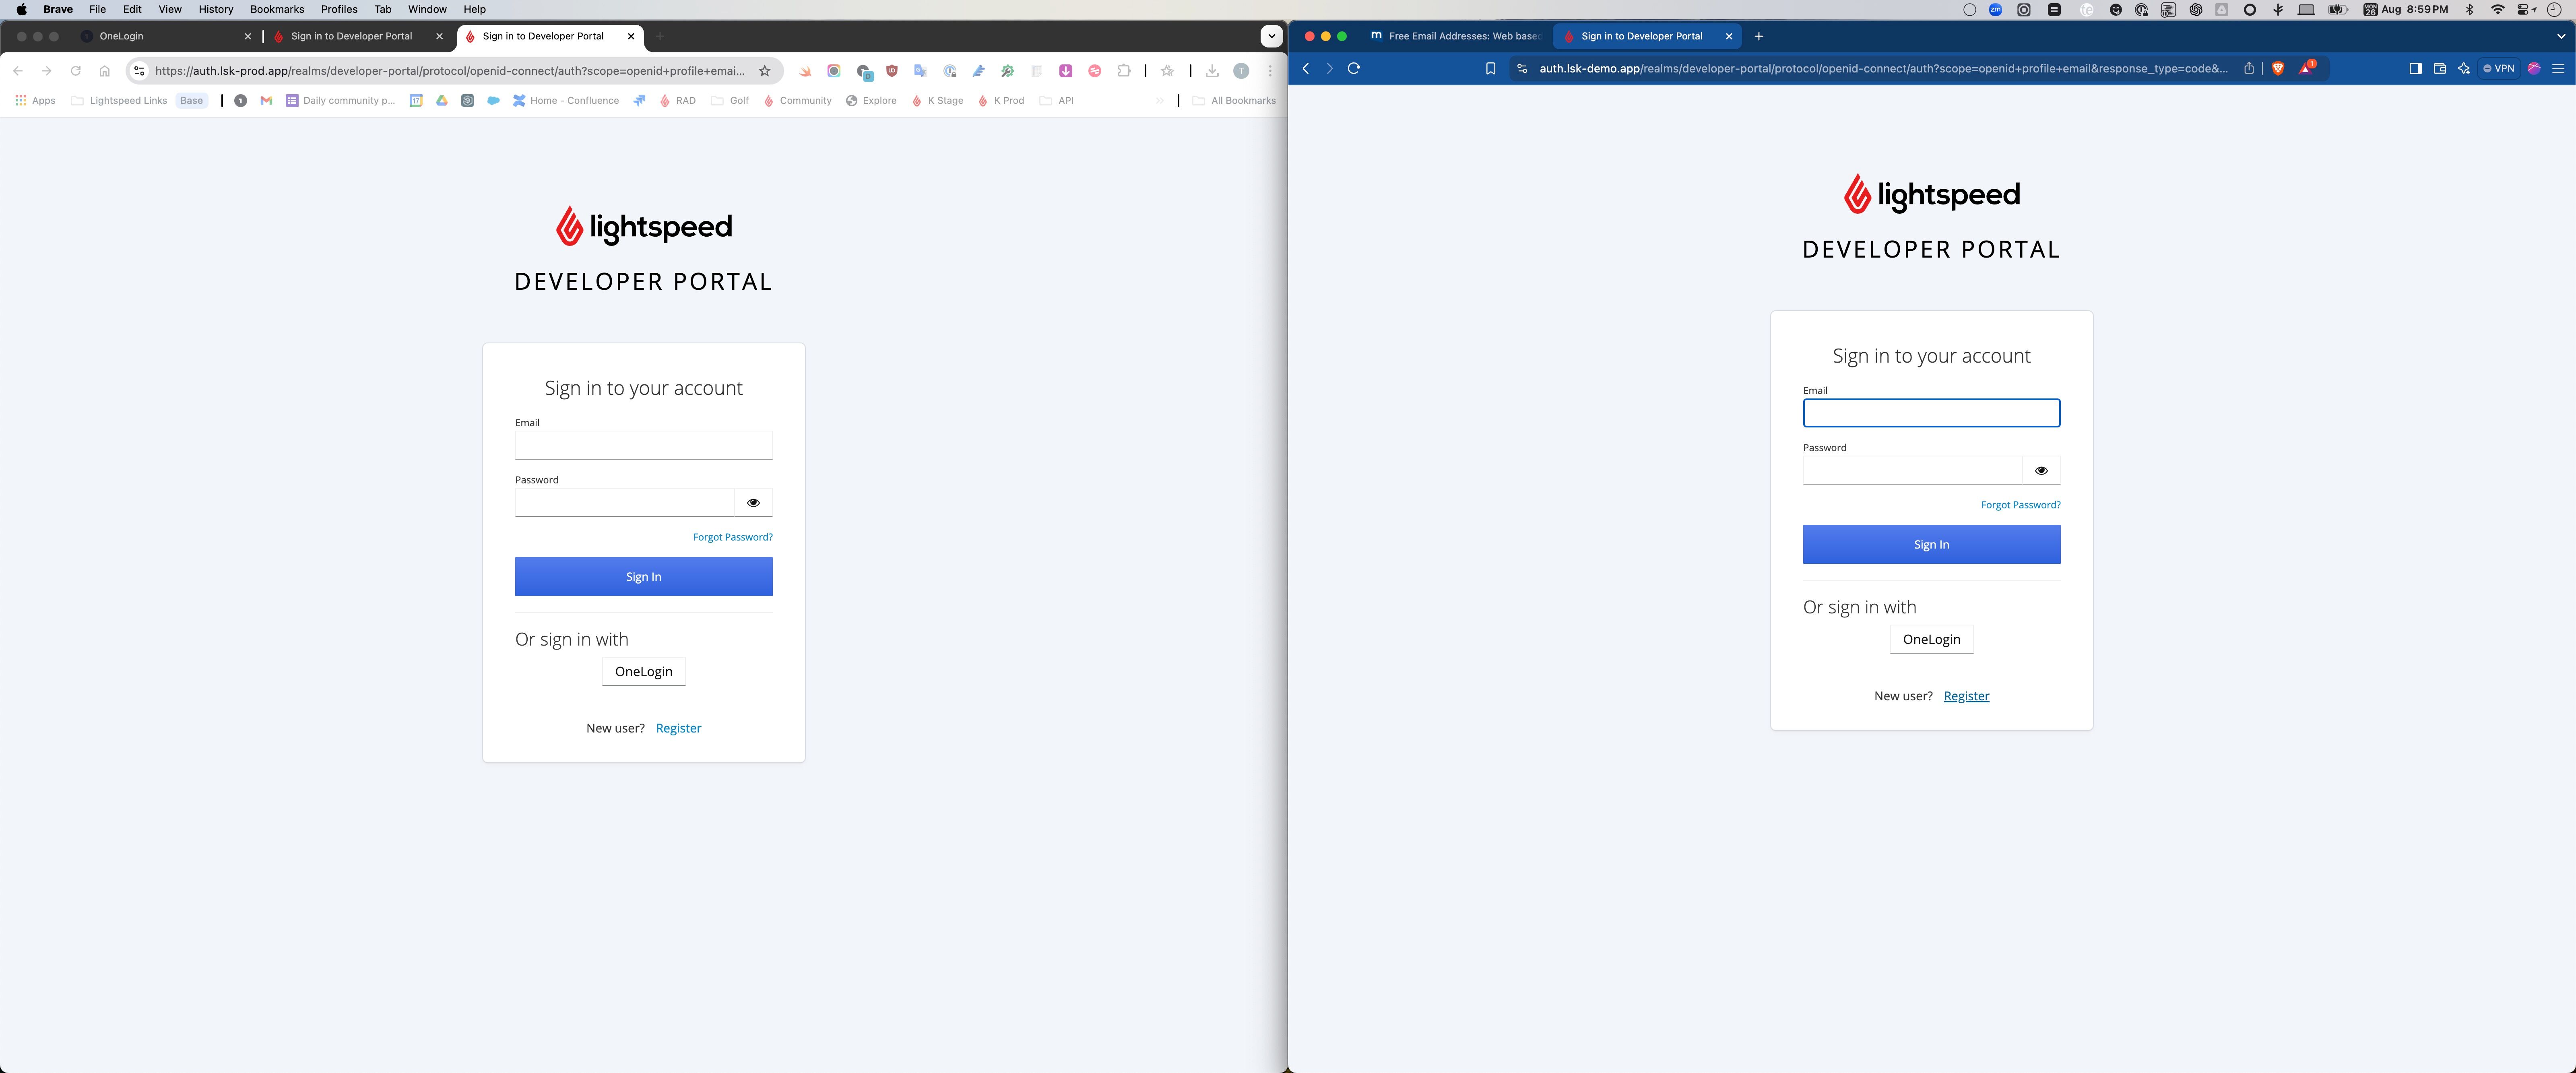 Brave File Edit View History Bookmarks Profiles Tab Window Help
Aug 8:59 PM
OneLogin
Sign in to Developer Portal
Sign in to Developer Portal
https://auth.lsk-prod.app/realms/developer-portal/protocol/openid-connect/auth?scope=openid+profile+emai...
Apps Lightspeed Links Base Daily community p... Home - Confluence RAD Golf Community Explore K Stage K Prod API All Bookmarks
lightspeed
DEVELOPER PORTAL
Sign in to your account
Email
Password
Forgot Password?
Sign In
Or sign in with
OneLogin
New user? Register
Free Email Addresses: Web based
Sign in to Developer Portal
auth.lsk-demo.app/realms/developer-portal/protocol/openid-connect/auth?scope=openid+profile+email&response_type=code&...
VPN
lightspeed
DEVELOPER PORTAL
Sign in to your account
Email
Password
Forgot Password?
Sign In
Or sign in with
OneLogin
New user? Register